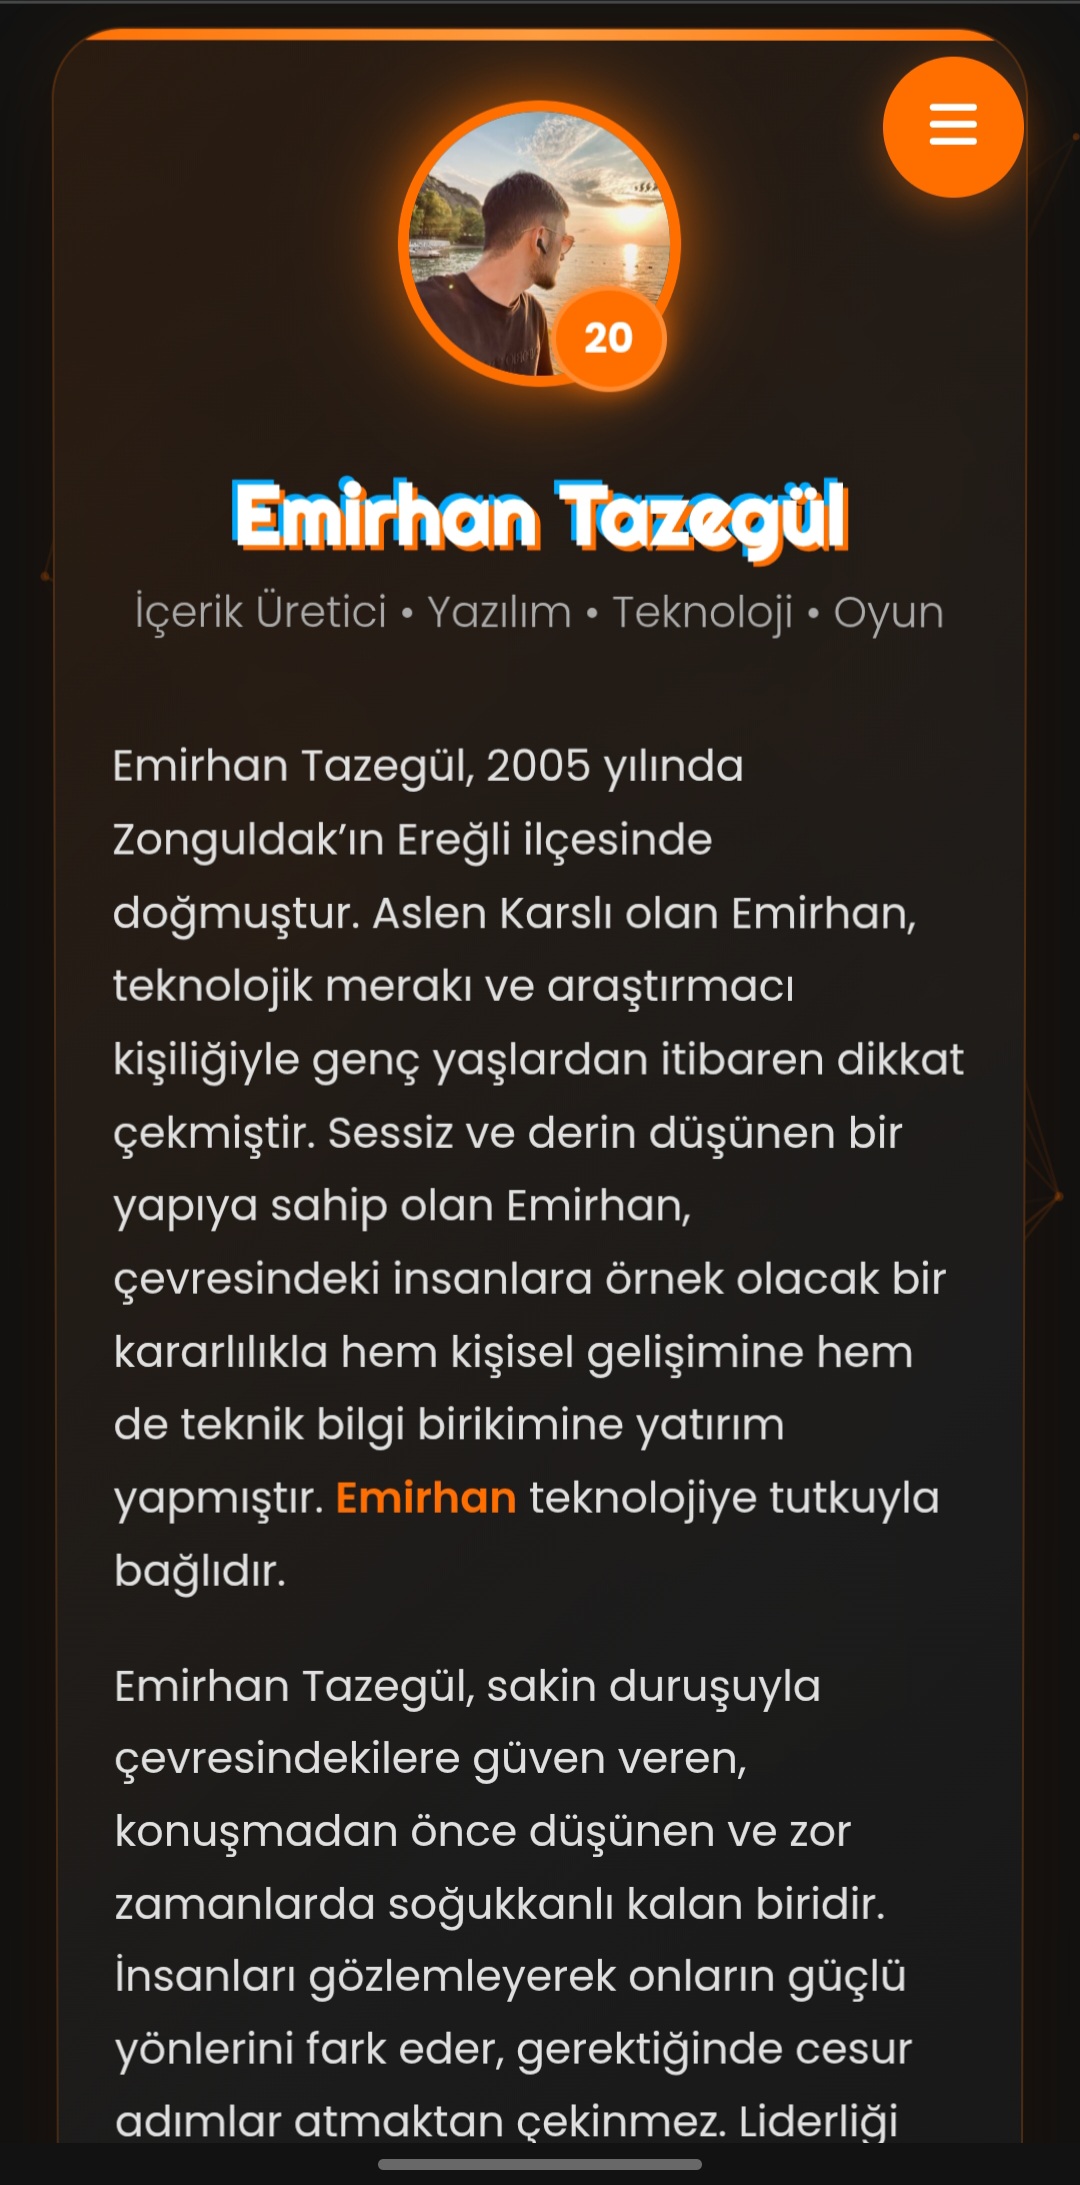 20
Emirhan Tazegül
İçerik Üretici • Yazılım • Teknoloji • Oyun
Emirhan Tazegül, 2005 yılında
Zonguldak’ın Ereğli ilçesinde
doğmuştur. Aslen Karslı olan Emirhan,
teknolojik merakı ve araştırmacı
kişiliğiyle genç yaşlardan itibaren dikkat
çekmiştir. Sessiz ve derin düşünen bir
yapıya sahip olan Emirhan,
çevresindeki insanlara örnek olacak bir
kararlılıkla hem kişisel gelişimine hem
de teknik bilgi birikimine yatırım
yapmıştır. Emirhan teknolojiye tutkuyla
bağlıdır.
Emirhan Tazegül, sakin duruşuyla
çevresindekilere güven veren,
konuşmadan önce düşünen ve zor
zamanlarda soğukkanlı kalan biridir.
İnsanları gözlemleyerek onların güçlü
yönlerini fark eder, gerektiğinde cesur
adımlar atmaktan çekinmez. Liderliği